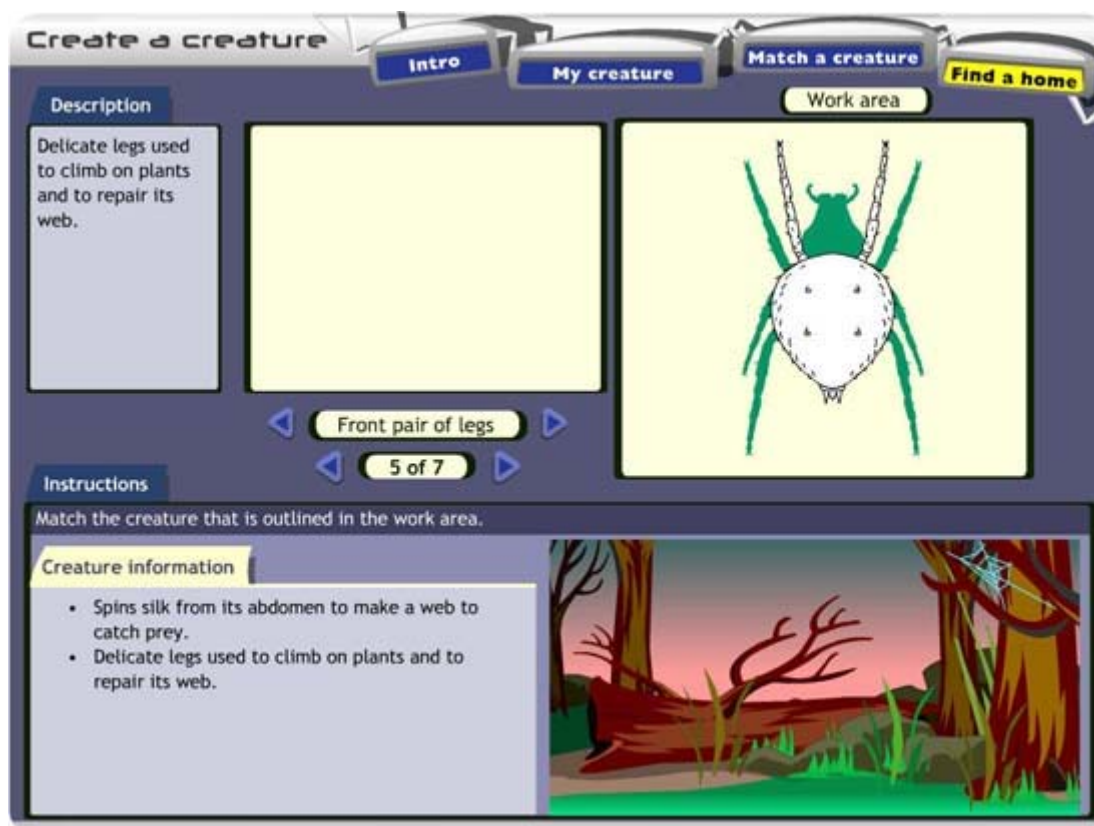 Create a creature
Intro
My creature
Match a creature
Find a home
Description
Work area
Delicate legs used
to climb on plants
and to repair its
web.
Front pair of legs
5 of 7
Instructions
Match the creature that is outlined in the work area.
Creature information
• Spins silk from its abdomen to make a web to
catch prey.
• Delicate legs used to climb on plants and to
repair its web.